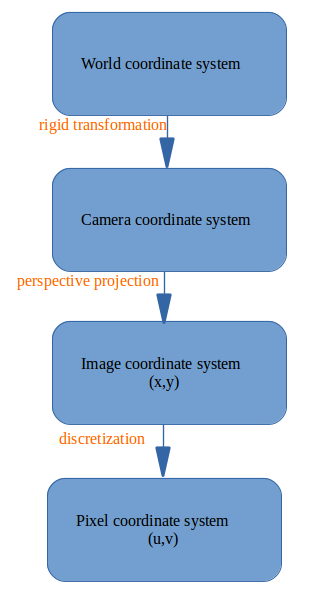 World coordinate system
rigid transformation
Camera coordinate system
perspective projection
Image coordinate system
(x,y)
discretization
Pixel coordinate system
(u,v)